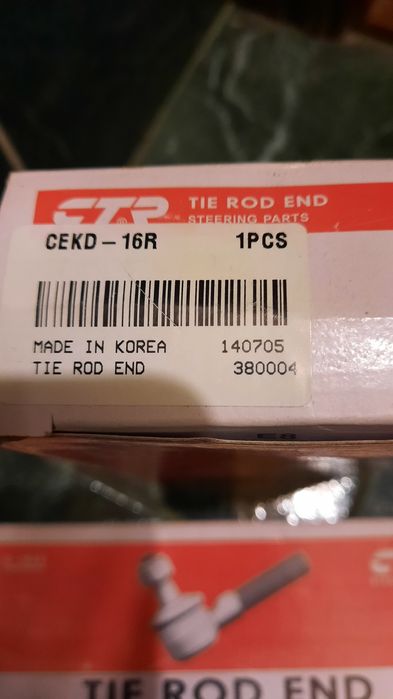 CTR
TIE ROD END
STEERING PARTS
CEKD-16R 1PCS
MADE IN KOREA 140705
TIE ROD END 380004
TIE ROD END